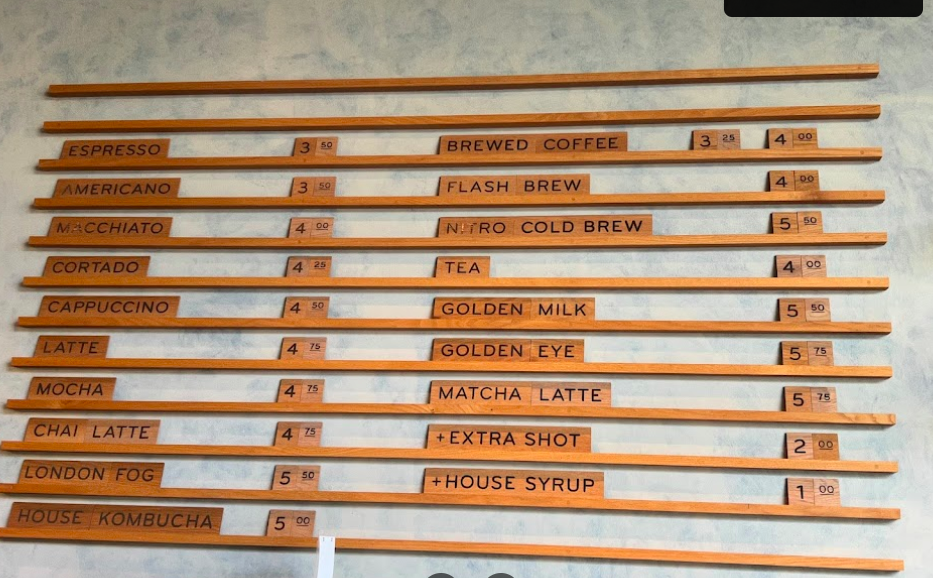 ESPRESSO 3 50 BREWED COFFEE 3 25 4 00
AMERICANO 3 50 FLASH BREW 4 00
MACCHIATO 4 00 NITRO COLD BREW 5 50
CORTADO 4 25 TEA 4 00
CAPPUCCINO 4 50 GOLDEN MILK 5 50
LATTE 4 75 GOLDEN EYE 5 75
MOCHA 4 75 MATCHA LATTE 5 75
CHAI LATTE 4 75 +EXTRA SHOT 2 00
LONDON FOG 5 50 +HOUSE SYRUP 1 00
HOUSE KOMBUCHA 5 00